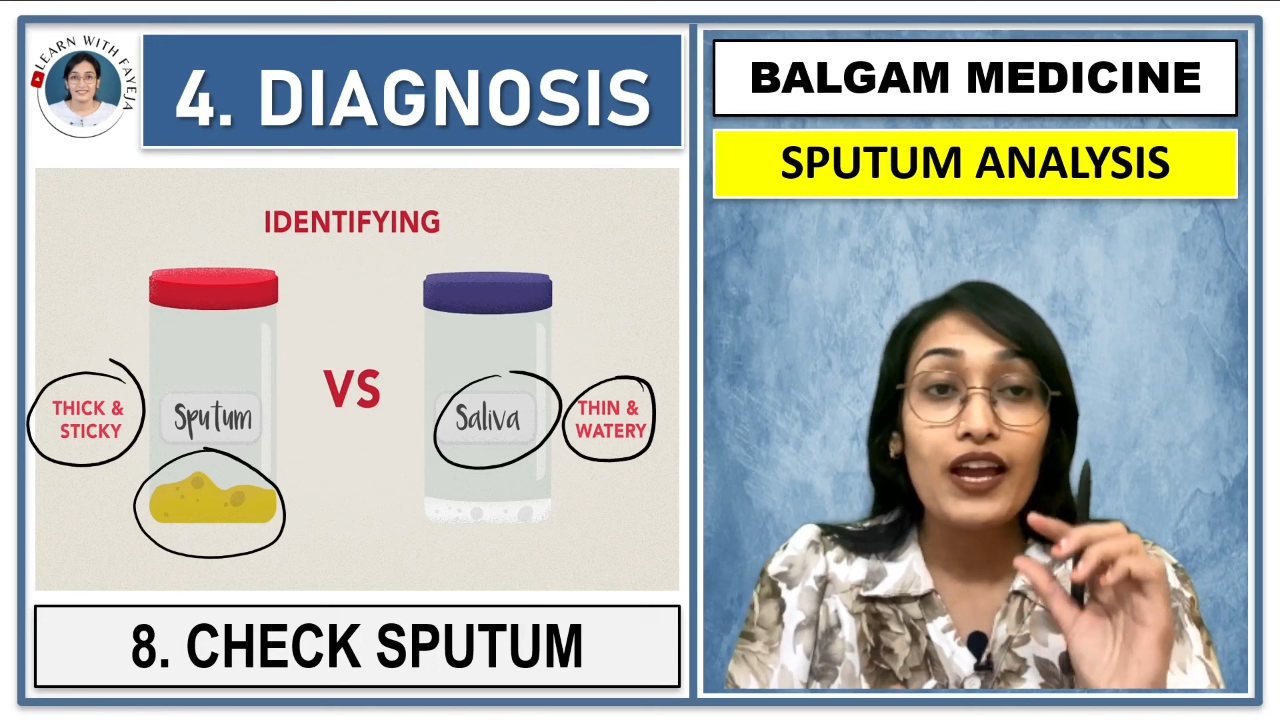 LEARN WITH FAYEJA
4. DIAGNOSIS
IDENTIFYING
THICK &
STICKY
Sputum
VS
Saliva
THIN &
WATERY
8. CHECK SPUTUM
BALGAM MEDICINE
SPUTUM ANALYSIS